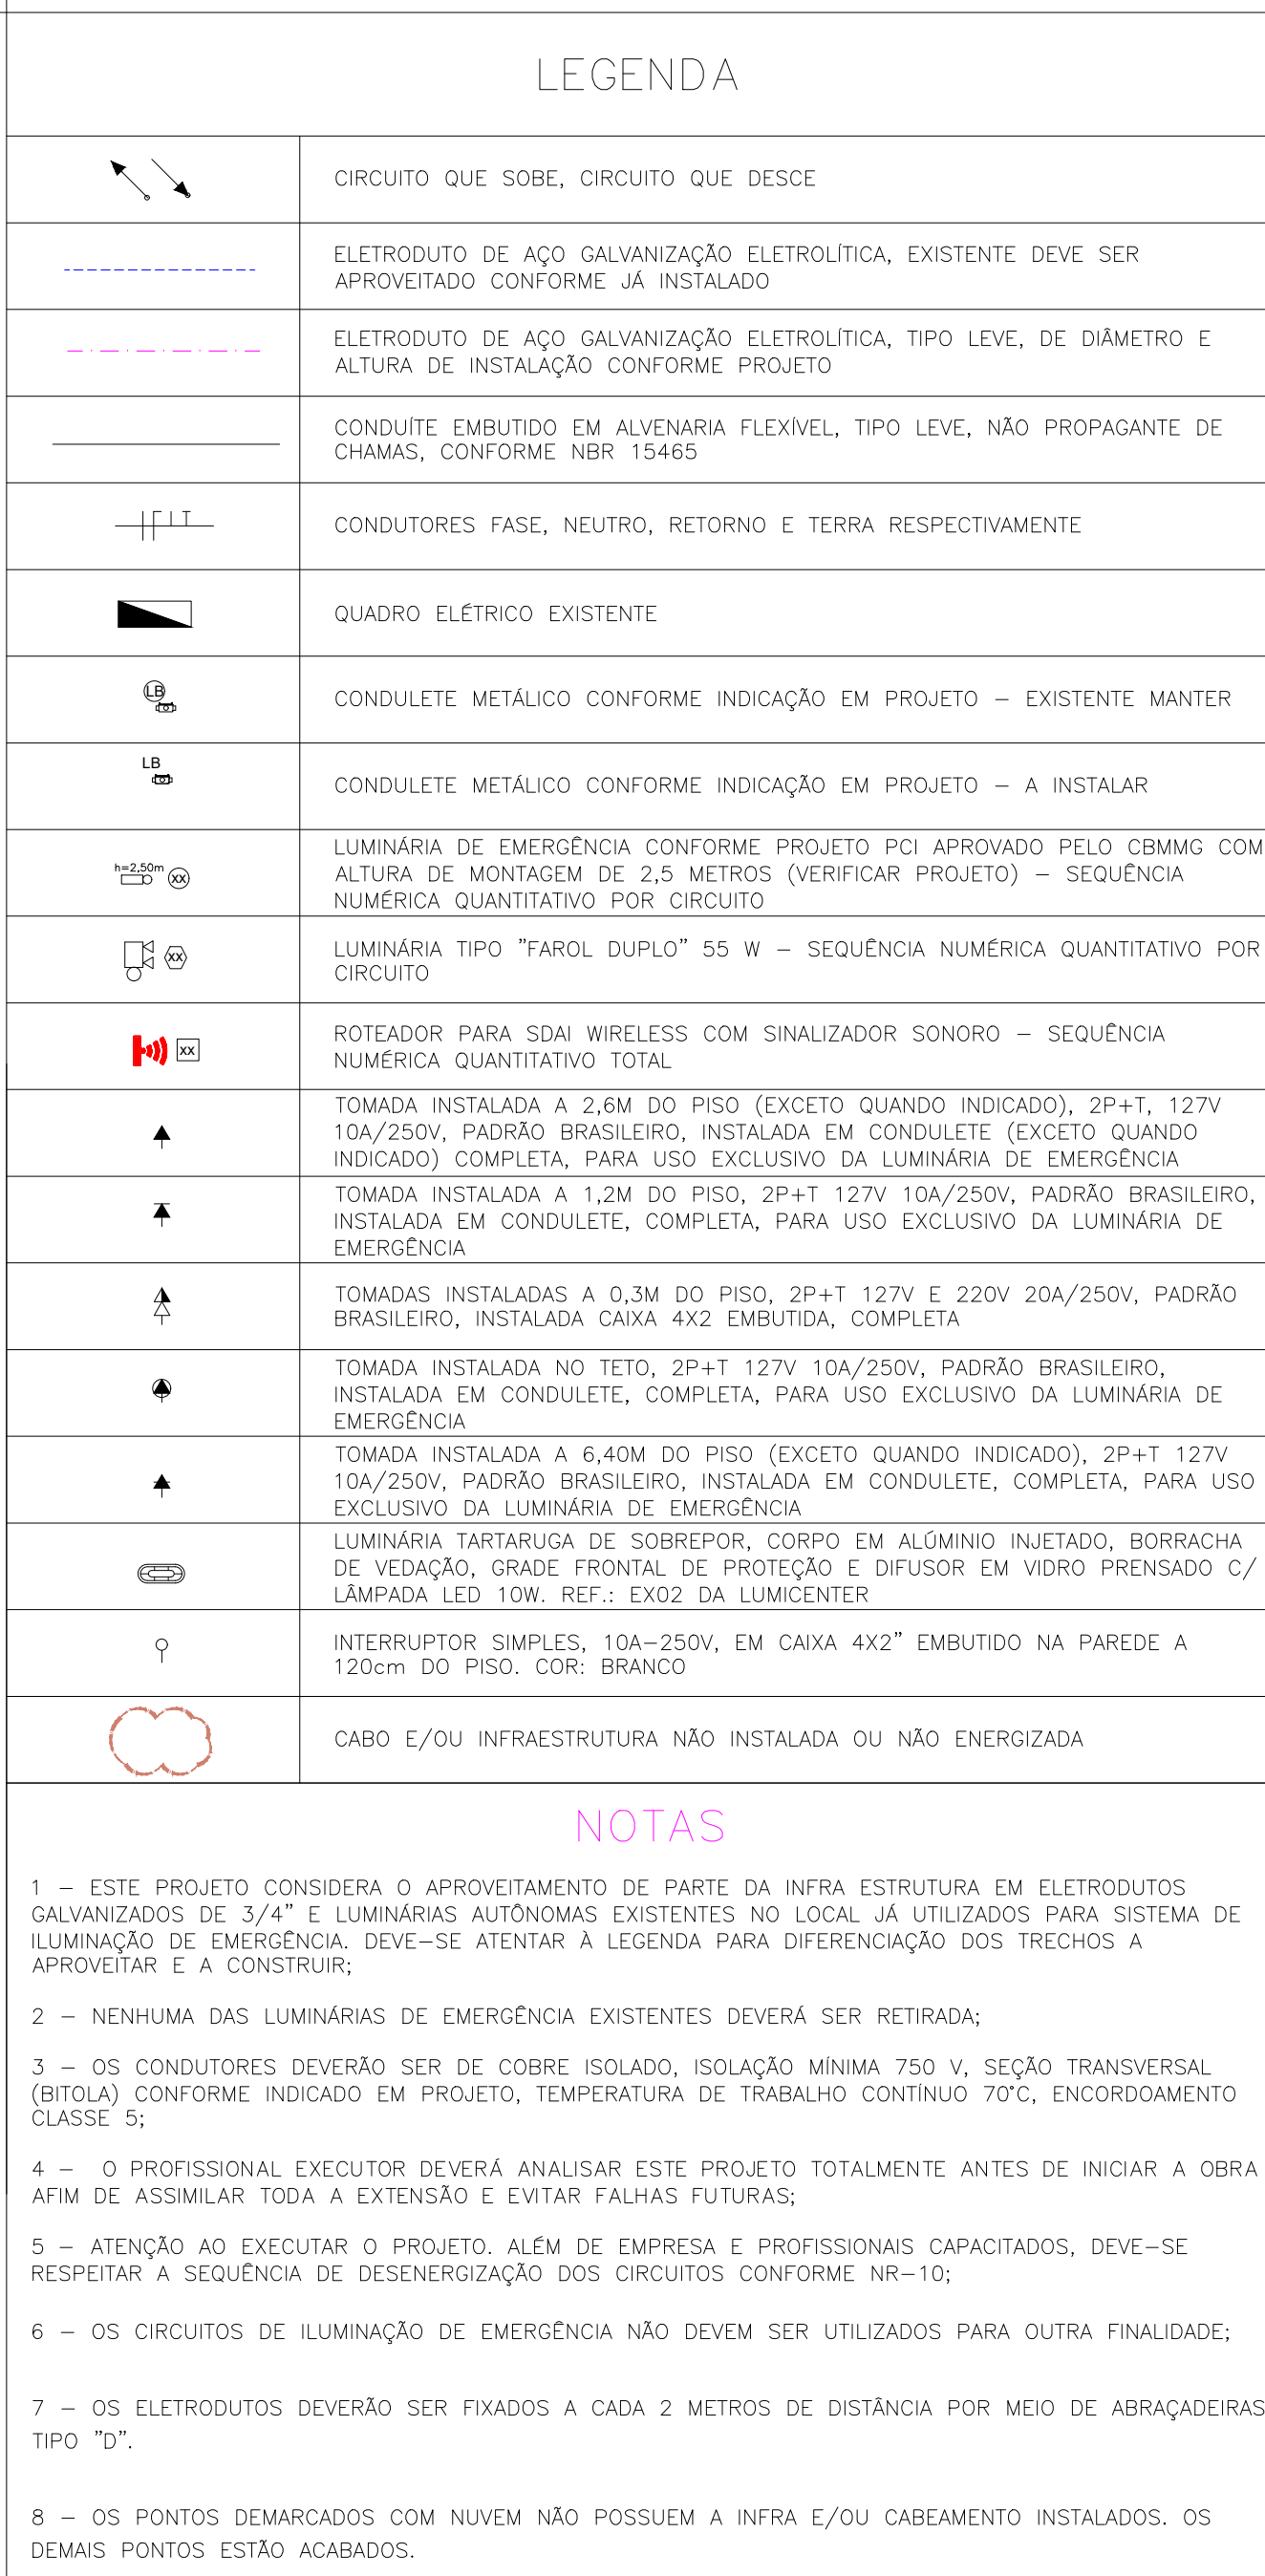 LEGENDA
CIRCUITO QUE SOBE, CIRCUITO QUE DESCE
ELETRODUTO DE AÇO GALVANIZAÇÃO ELETROLÍTICA, EXISTENTE DEVE SER
APROVEITADO CONFORME JÁ INSTALADO
ELETRODUTO DE AÇO GALVANIZAÇÃO ELETROLÍTICA, TIPO LEVE, DE DIÂMETRO E
ALTURA DE INSTALAÇÃO CONFORME PROJETO
CONDUÍTE EMBUTIDO EM ALVENARIA FLEXÍVEL, TIPO LEVE, NÃO PROPAGANTE DE
CHAMAS, CONFORME NBR 15465
CONDUTORES FASE, NEUTRO, RETORNO E TERRA RESPECTIVAMENTE
QUADRO ELÉTRICO EXISTENTE
LB
CONDULETE METÁLICO CONFORME INDICAÇÃO EM PROJETO – EXISTENTE MANTER
LB
CONDULETE METÁLICO CONFORME INDICAÇÃO EM PROJETO – A INSTALAR
h=2,50m
XX
LUMINÁRIA DE EMERGÊNCIA CONFORME PROJETO PCI APROVADO PELO CBMMG COM
ALTURA DE MONTAGEM DE 2,5 METROS (VERIFICAR PROJETO) – SEQUÊNCIA
NUMÉRICA QUANTITATIVO POR CIRCUITO
XX
LUMINÁRIA TIPO "FAROL DUPLO" 55 W – SEQUÊNCIA NUMÉRICA QUANTITATIVO POR
CIRCUITO
XX
ROTEADOR PARA SDAI WIRELESS COM SINALIZADOR SONORO – SEQUÊNCIA
NUMÉRICA QUANTITATIVO TOTAL
TOMADA INSTALADA A 2,6M DO PISO (EXCETO QUANDO INDICADO), 2P+T, 127V
10A/250V, PADRÃO BRASILEIRO, INSTALADA EM CONDULETE (EXCETO QUANDO
INDICADO) COMPLETA, PARA USO EXCLUSIVO DA LUMINÁRIA DE EMERGÊNCIA
TOMADA INSTALADA A 1,2M DO PISO, 2P+T 127V 10A/250V, PADRÃO BRASILEIRO,
INSTALADA EM CONDULETE, COMPLETA, PARA USO EXCLUSIVO DA LUMINÁRIA DE
EMERGÊNCIA
TOMADAS INSTALADAS A 0,3M DO PISO, 2P+T 127V E 220V 20A/250V, PADRÃO
BRASILEIRO, INSTALADA CAIXA 4X2 EMBUTIDA, COMPLETA
TOMADA INSTALADA NO TETO, 2P+T 127V 10A/250V, PADRÃO BRASILEIRO,
INSTALADA EM CONDULETE, COMPLETA, PARA USO EXCLUSIVO DA LUMINÁRIA DE
EMERGÊNCIA
TOMADA INSTALADA A 6,40M DO PISO (EXCETO QUANDO INDICADO), 2P+T 127V
10A/250V, PADRÃO BRASILEIRO, INSTALADA EM CONDULETE, COMPLETA, PARA USO
EXCLUSIVO DA LUMINÁRIA DE EMERGÊNCIA
LUMINÁRIA TARTARUGA DE SOBREPOR, CORPO EM ALÚMINIO INJETADO, BORRACHA
DE VEDAÇÃO, GRADE FRONTAL DE PROTEÇÃO E DIFUSOR EM VIDRO PRENSADO C/
LÂMPADA LED 10W. REF.: EX02 DA LUMICENTER
INTERRUPTOR SIMPLES, 10A–250V, EM CAIXA 4X2" EMBUTIDO NA PAREDE A
120cm DO PISO. COR: BRANCO
CABO E/OU INFRAESTRUTURA NÃO INSTALADA OU NÃO ENERGIZADA
NOTAS
1 – ESTE PROJETO CONSIDERA O APROVEITAMENTO DE PARTE DA INFRA ESTRUTURA EM ELETRODUTOS
GALVANIZADOS DE 3/4" E LUMINÁRIAS AUTÔNOMAS EXISTENTES NO LOCAL JÁ UTILIZADOS PARA SISTEMA DE
ILUMINAÇÃO DE EMERGÊNCIA. DEVE–SE ATENTAR À LEGENDA PARA DIFERENCIAÇÃO DOS TRECHOS A
APROVEITAR E A CONSTRUIR;
2 – NENHUMA DAS LUMINÁRIAS DE EMERGÊNCIA EXISTENTES DEVERÁ SER RETIRADA;
3 – OS CONDUTORES DEVERÃO SER DE COBRE ISOLADO, ISOLAÇÃO MÍNIMA 750 V, SEÇÃO TRANSVERSAL
(BITOLA) CONFORME INDICADO EM PROJETO, TEMPERATURA DE TRABALHO CONTÍNUO 70°C, ENCORDOAMENTO
CLASSE 5;
4 – O PROFISSIONAL EXECUTOR DEVERÁ ANALISAR ESTE PROJETO TOTALMENTE ANTES DE INICIAR A OBRA
AFIM DE ASSIMILAR TODA A EXTENSÃO E EVITAR FALHAS FUTURAS;
5 – ATENÇÃO AO EXECUTAR O PROJETO. ALÉM DE EMPRESA E PROFISSIONAIS CAPACITADOS, DEVE–SE
RESPEITAR A SEQUÊNCIA DE DESENERGIZAÇÃO DOS CIRCUITOS CONFORME NR–10;
6 – OS CIRCUITOS DE ILUMINAÇÃO DE EMERGÊNCIA NÃO DEVEM SER UTILIZADOS PARA OUTRA FINALIDADE;
7 – OS ELETRODUTOS DEVERÃO SER FIXADOS A CADA 2 METROS DE DISTÂNCIA POR MEIO DE ABRAÇADEIRAS
TIPO "D".
8 – OS PONTOS DEMARCADOS COM NUVEM NÃO POSSUEM A INFRA E/OU CABEAMENTO INSTALADOS. OS
DEMAIS PONTOS ESTÃO ACABADOS.